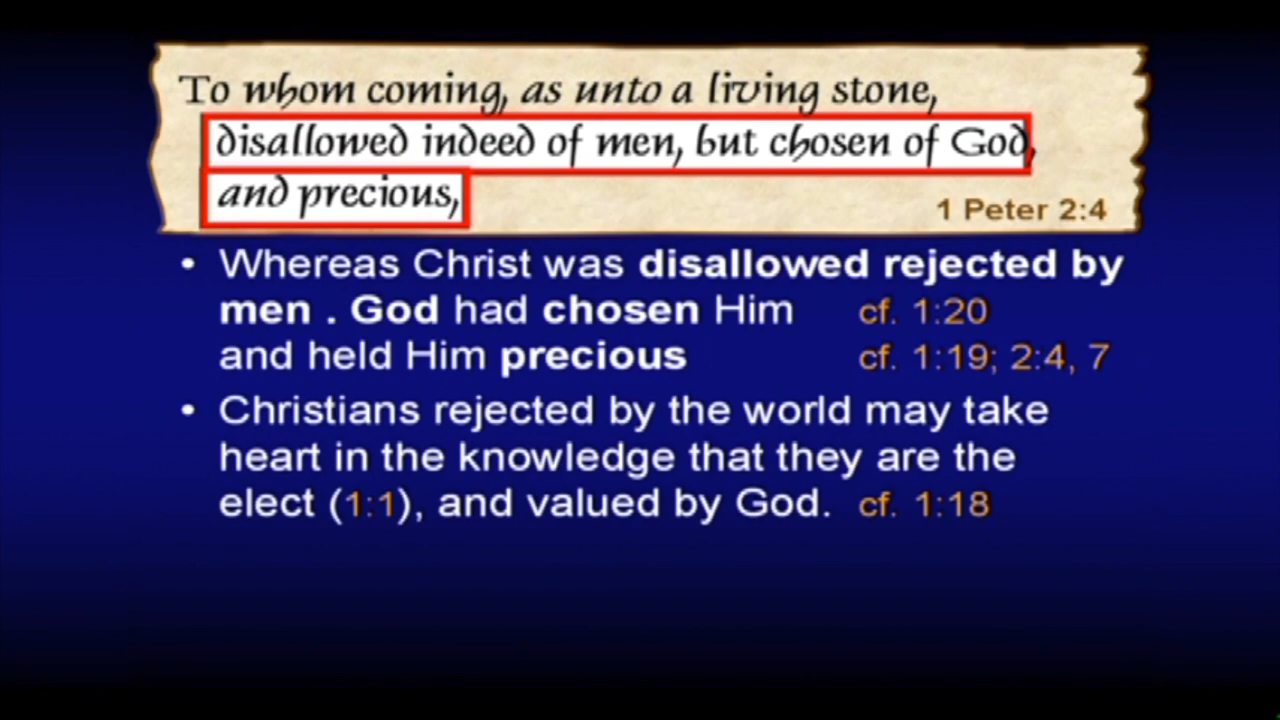 To whom coming, as unto a living stone,
disallowed indeed of men, but chosen of God,
and precious,
1 Peter 2:4
• Whereas Christ was disallowed rejected by
men . God had chosen Him cf. 1:20
and held Him precious cf. 1:19; 2:4, 7
• Christians rejected by the world may take
heart in the knowledge that they are the
elect (1:1), and valued by God. cf. 1:18